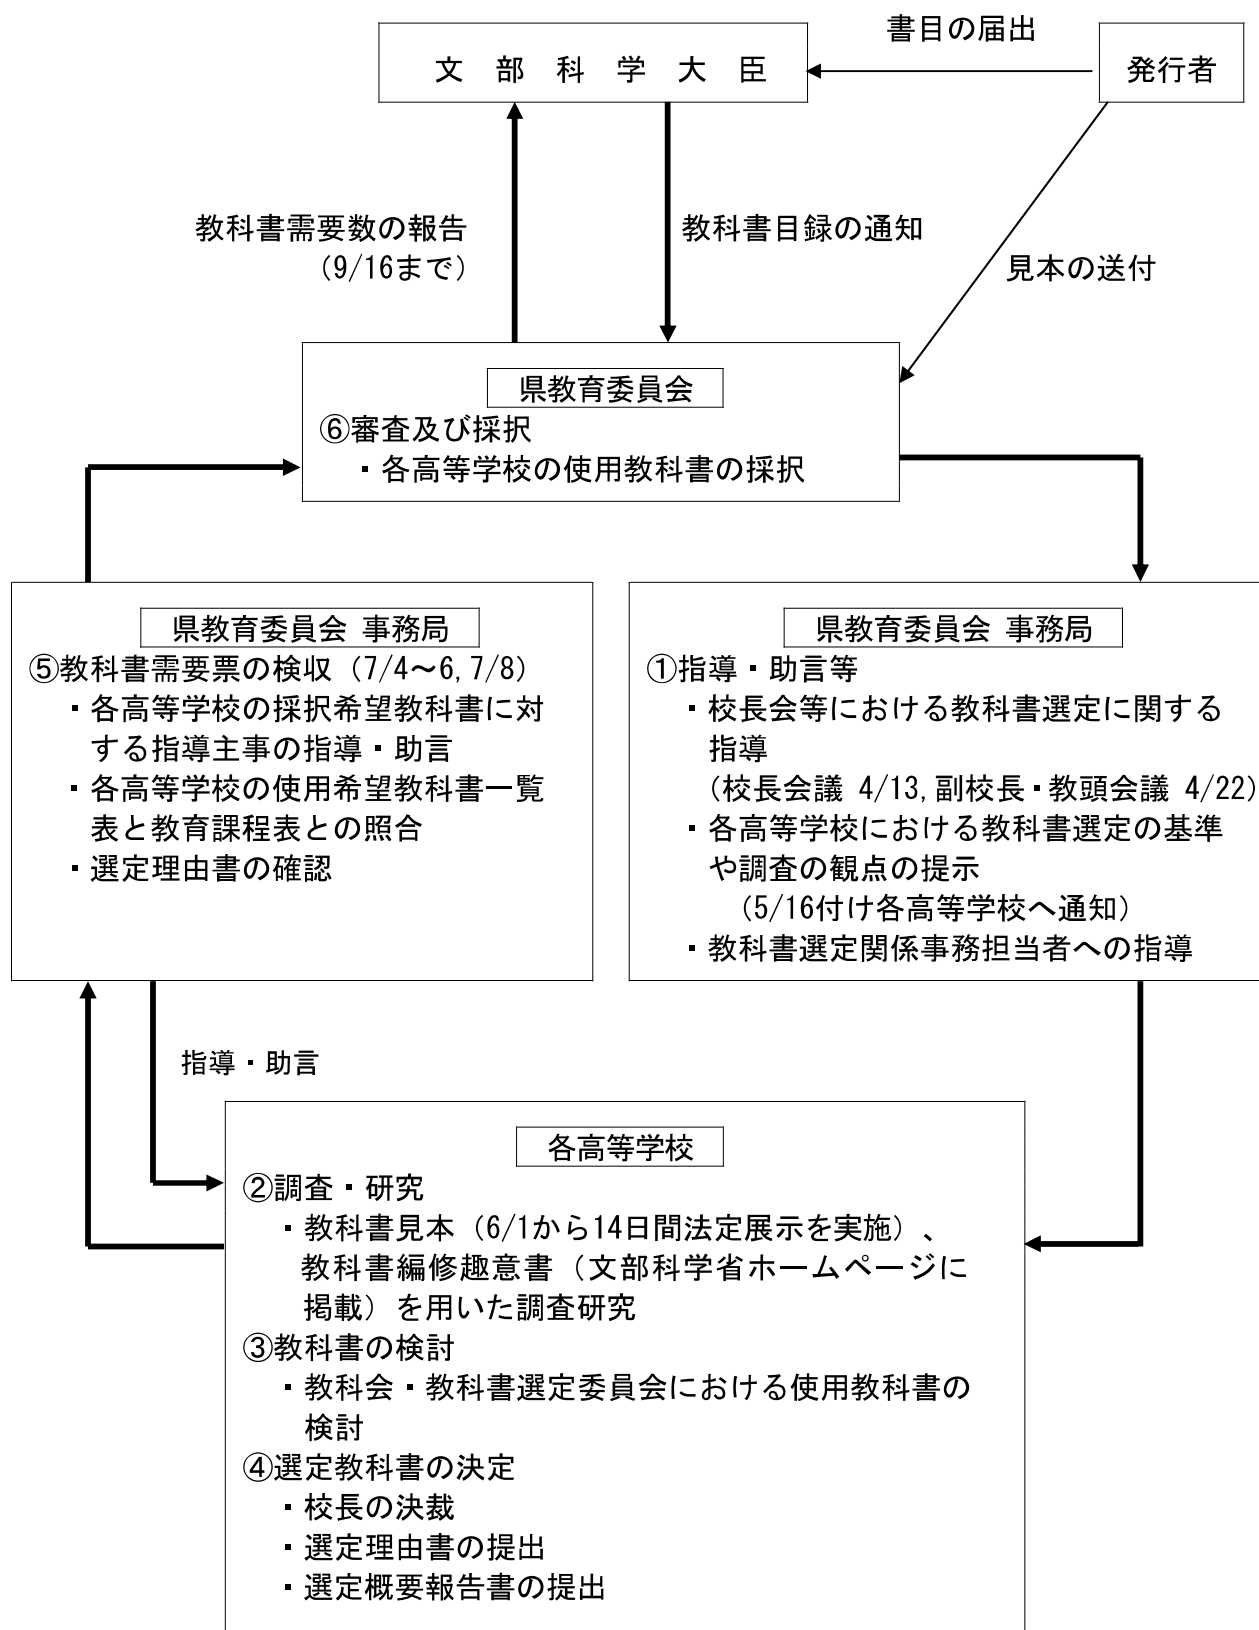 書目の届出
文　部　科　学　大　臣
発行者
教科書需要数の報告
（9/16まで）
教科書目録の通知
見本の送付
県教育委員会
⑥審査及び採択
・各高等学校の使用教科書の採択
県教育委員会 事務局
⑤教科書需要票の検収（7/4～6,7/8）
・各高等学校の採択希望教科書に対
する指導主事の指導・助言
・各高等学校の使用希望教科書一覧
表と教育課程表との照合
・選定理由書の確認
県教育委員会 事務局
①指導・助言等
・校長会等における教科書選定に関する
指導
（校長会議 4/13,副校長・教頭会議 4/22）
・各高等学校における教科書選定の基準
や調査の観点の提示
（5/16付け各高等学校へ通知）
・教科書選定関係事務担当者への指導
指導・助言
各高等学校
②調査・研究
・教科書見本（6/1から14日間法定展示を実施）、
教科書編修趣意書（文部科学省ホームページに
掲載）を用いた調査研究
③教科書の検討
・教科会・教科書選定委員会における使用教科書の
検討
④選定教科書の決定
・校長の決裁
・選定理由書の提出
・選定概要報告書の提出